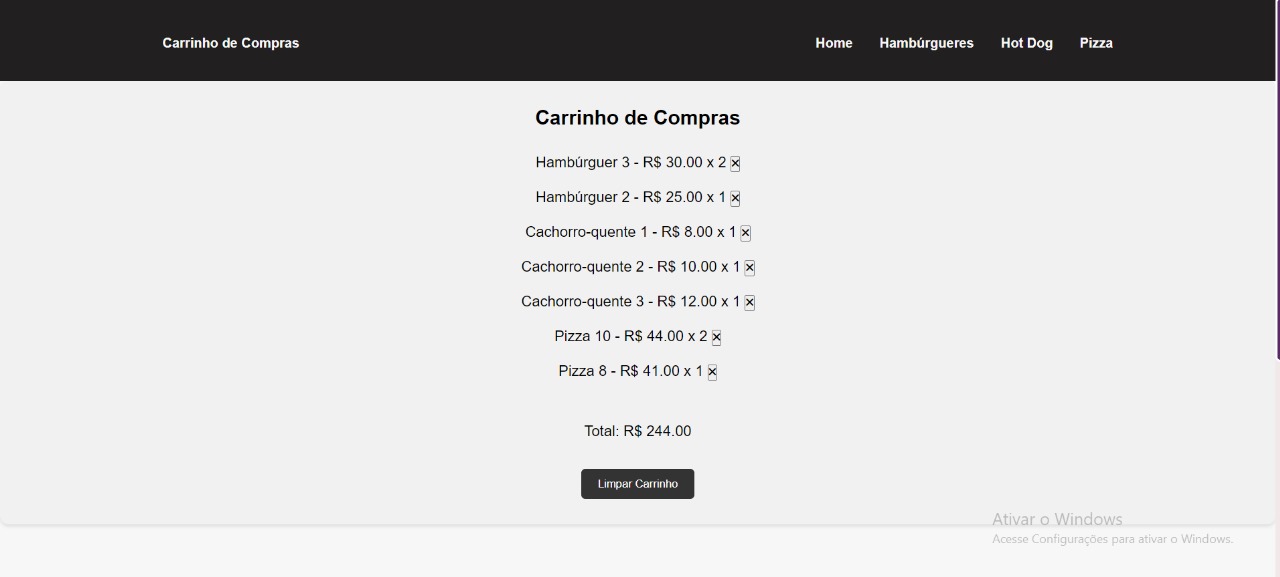 Carrinho de Compras Home Hambúrgueres Hot Dog Pizza
Carrinho de Compras
Hambúrguer 3 - R$ 30.00 x 2 ×
Hambúrguer 2 - R$ 25.00 x 1 ×
Cachorro-quente 1 - R$ 8.00 x 1 ×
Cachorro-quente 2 - R$ 10.00 x 1 ×
Cachorro-quente 3 - R$ 12.00 x 1 ×
Pizza 10 - R$ 44.00 x 2 ×
Pizza 8 - R$ 41.00 x 1 ×
Total: R$ 244.00
Limpar Carrinho
Ativar o Windows
Acesse Configurações para ativar o Windows.